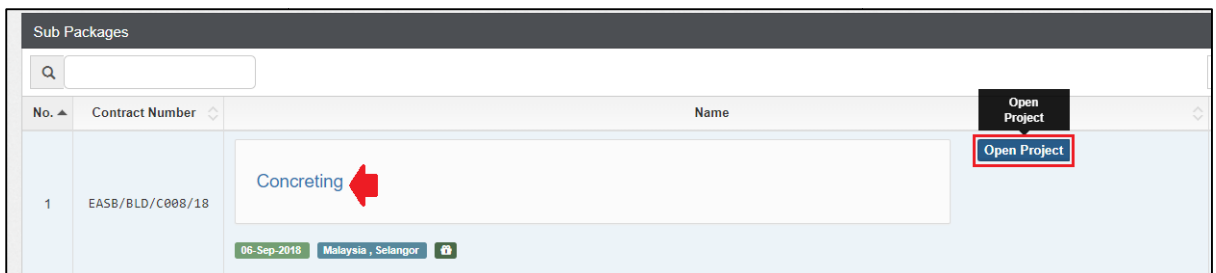 Sub Packages
No. Contract Number Name
Open
Project
Open Project
Concreting
1 EASB/BLD/C008/18
06-Sep-2018 Malaysia , Selangor